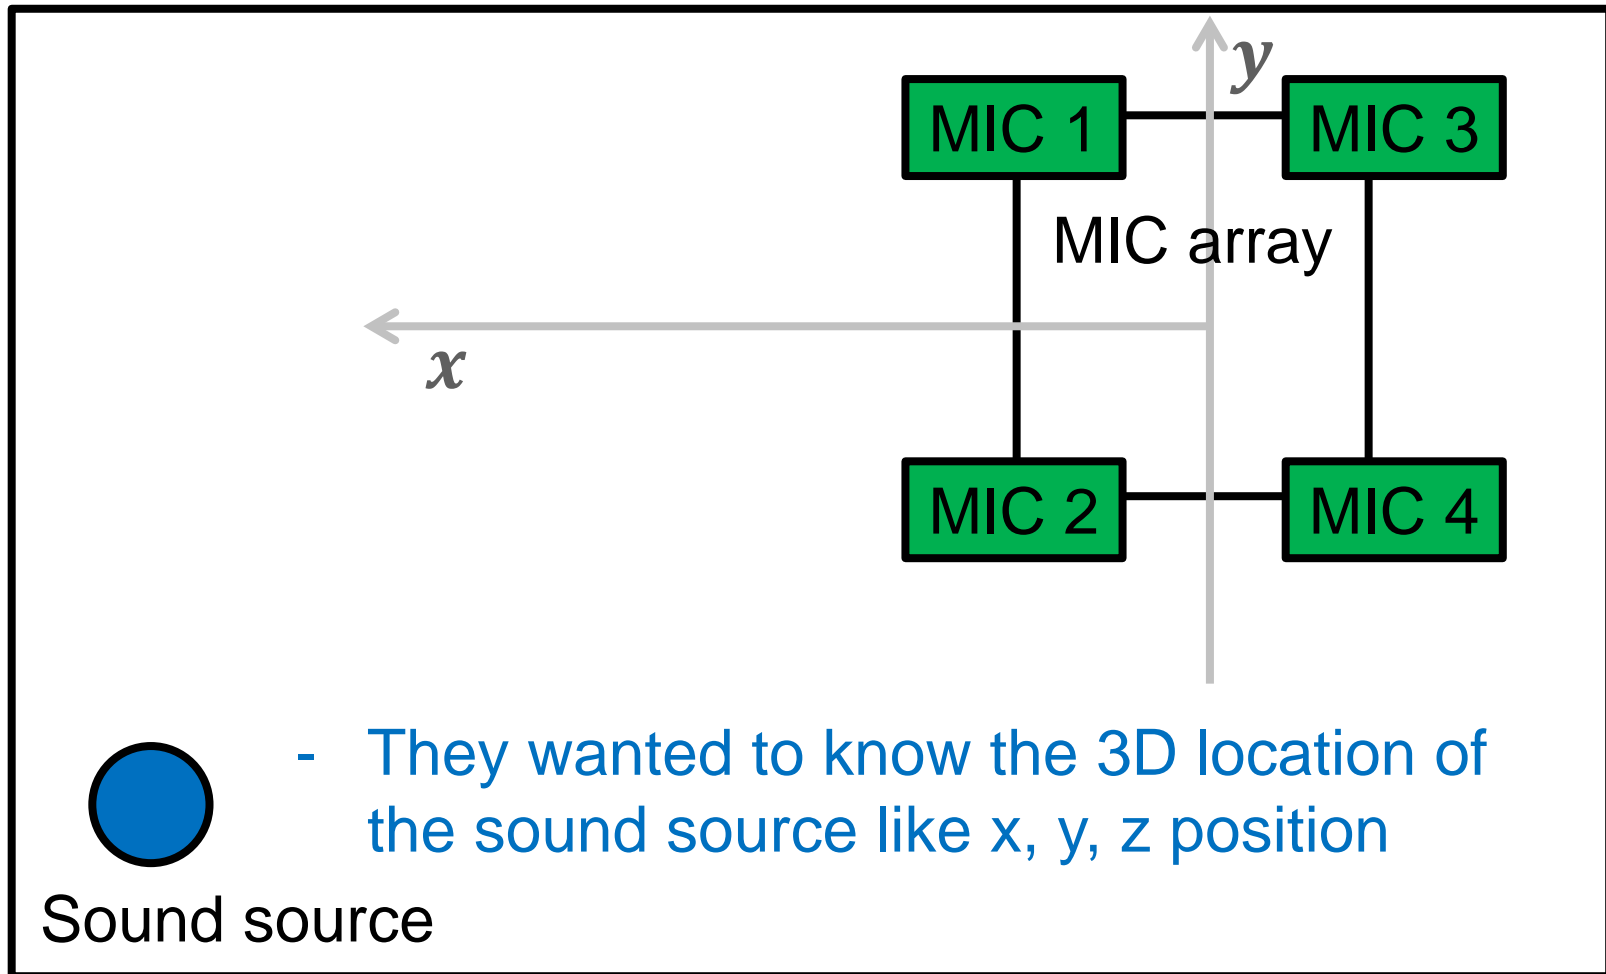 y
MIC 1
MIC 3
MIC array
x
MIC 2
MIC 4
- They wanted to know the 3D location of
the sound source like x, y, z position
Sound source